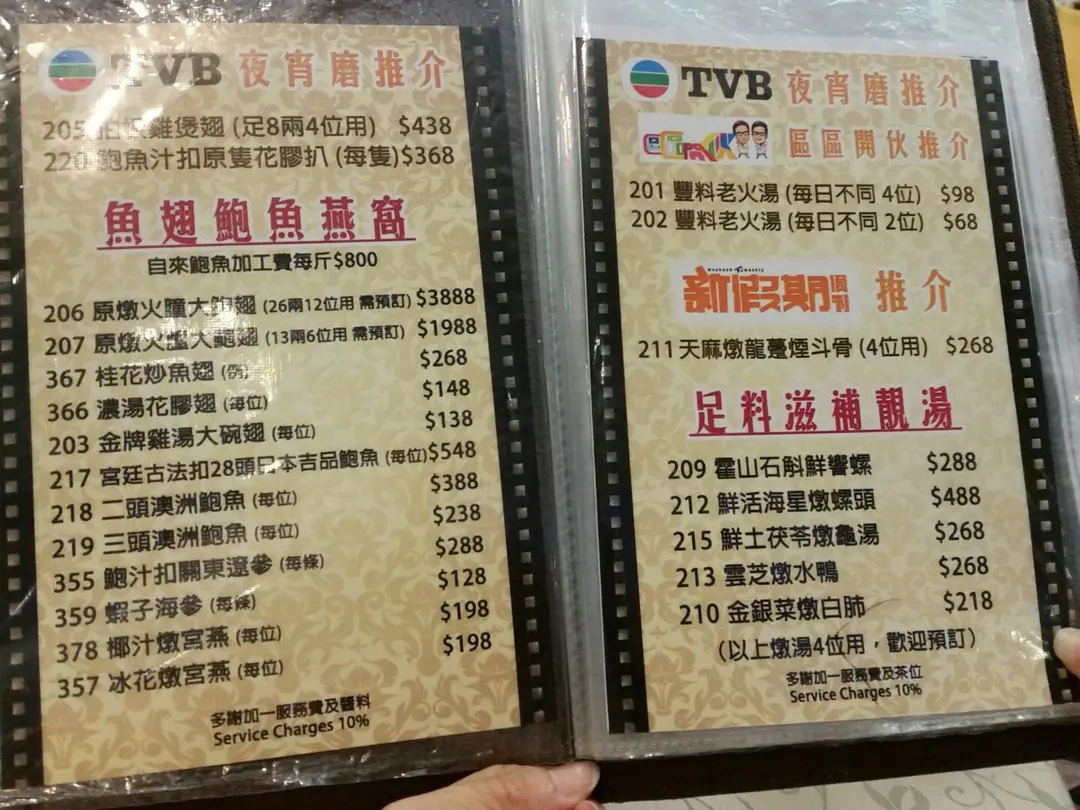 TVB 夜宵磨推介
205 雞煲翅 (足8兩4位用) $438
220 鮑魚汁扣原隻花膠扒 (每隻) $368
魚翅鮑魚燕窩
自來鮑魚加工費每斤$800
206 原燉火瞳大鮑翅 (26兩12位用 需預訂) $3888
207 原燉火瞳大鮑翅 (13兩6位用 需預訂) $1988
367 桂花炒魚翅 (例) $268
366 濃湯花膠翅 (每位) $148
203 金牌雞湯大碗翅 (每位) $138
217 宮廷古法扣28頭日本吉品鮑魚 (每位) $548
218 二頭澳洲鮑魚 (每位) $388
219 三頭澳洲鮑魚 (每位) $238
355 鮑汁扣關東遼參 (每條) $288
359 蝦子海參 (每條) $128
378 椰汁燉宮燕 (每位) $198
357 冰花燉宮燕 (每位) $198
多謝加一服務費及醬料
Service Charges 10%
TVB 夜宵磨推介
區區開伙推介
201 豐料老火湯 (每日不同 4位) $98
202 豐料老火湯 (每日不同 2位) $68
weekend weekly
新假期周刊 推介
211 天麻燉龍躉煙斗骨 (4位用) $268
足料滋補靚湯
209 霍山石斛鮮響螺 $288
212 鮮活海星燉螺頭 $488
215 鮮土茯苓燉龜湯 $268
213 雲芝燉水鴨 $268
210 金銀菜燉白肺 $218
(以上燉湯4位用，歡迎預訂)
多謝加一服務費及茶位
Service Charges 10%